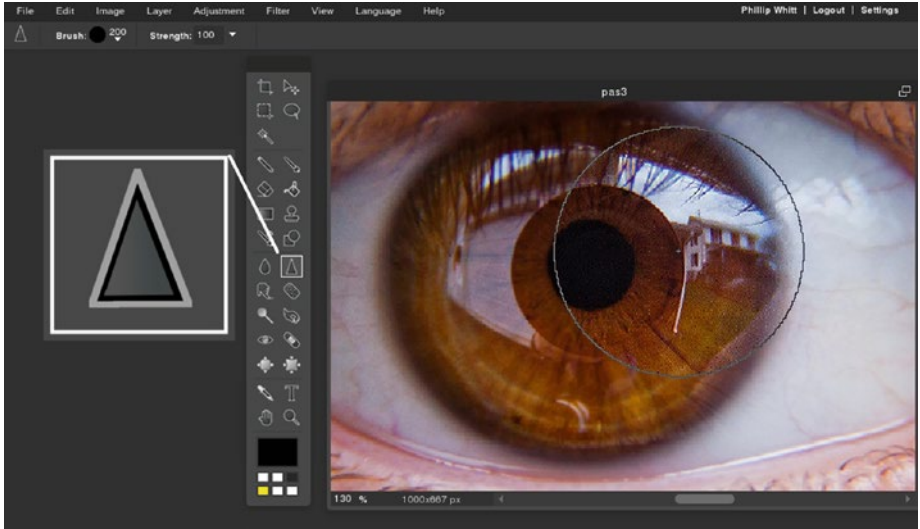 File Edit Image Layer Adjustment Filter View Language Help Phillip Whitt | Logout | Settings
Brush: 200 Strength: 100
pas3
T
130 % 1000x667 px